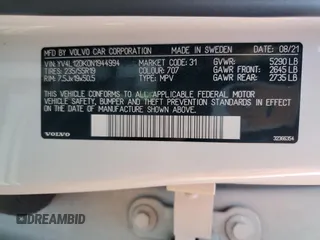 MFD BY VOLVO CAR CORPORATION MADE IN SWEDEN DATE: 08/21
VIN: YV4L12DK0N1944994 MARKET CODE: 31 GVWR: 5290 LB
TIRES: 235/55R19 COLOUR: 707 GAWR FRONT: 2645 LB
RIM: 7.5Jx19x50.5 TYPE: MPV GAWR REAR: 2735 LB
THIS VEHICLE CONFORMS TO ALL APPLICABLE FEDERAL MOTOR
VEHICLE SAFETY, BUMPER AND THEFT PREVENTION STANDARDS
IN EFFECT ON THE DATE OF MANUFACTURE SHOWN ABOVE.
VOLVO 32366354
DREAMBID